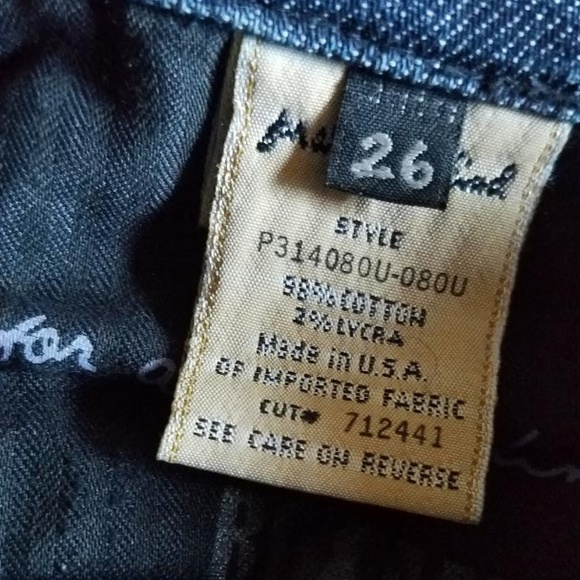 26
STYLE
P314080U-080U
98% COTTON
2% LYCRA
Made in U.S.A.
OF IMPORTED FABRIC
CUT# 712441
SEE CARE ON REVERSE
for